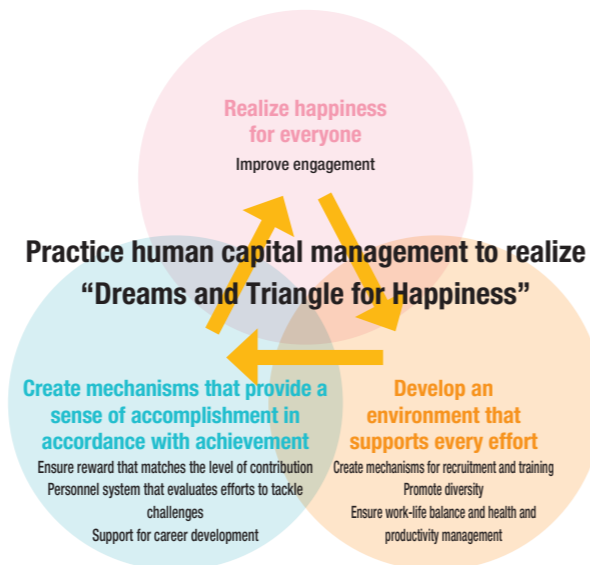 Realize happiness
for everyone
Improve engagement
Practice human capital management to realize
“Dreams and Triangle for Happiness”
Create mechanisms that provide a
sense of accomplishment in
accordance with achievement
Ensure reward that matches the level of contribution
Personnel system that evaluates efforts to tackle
challenges
Support for career development
Develop an
environment that
supports every effort
Create mechanisms for recruitment and training
Promote diversity
Ensure work-life balance and health and
productivity management